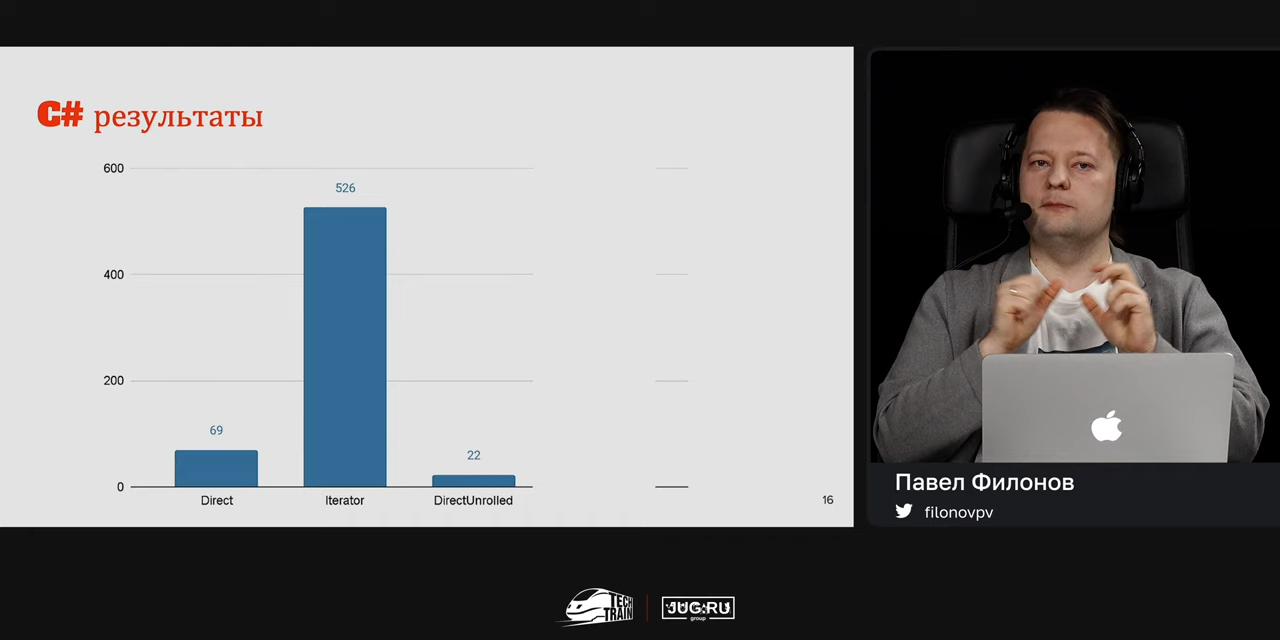 C# результаты
600
526
400
200
69
22
0
Direct Iterator DirectUnrolled
16
Павел Филонов
filonovpv
TECH
TRAIN
JUG.RU
group